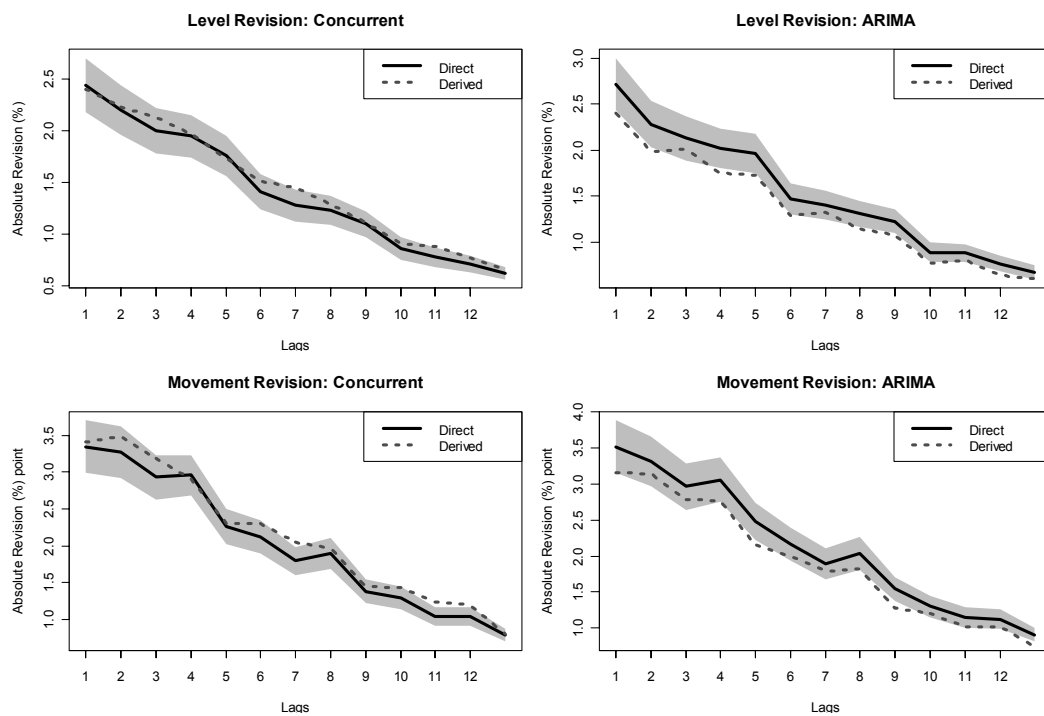 Level Revision: Concurrent
Absolute Revision (%)
2.5
2.0
1.5
1.0
0.5
Direct
Derived
1 2 3 4 5 6 7 8 9 10 11 12
Lags
Level Revision: ARIMA
Absolute Revision (%)
3.0
2.5
2.0
1.5
1.0
Direct
Derived
1 2 3 4 5 6 7 8 9 10 11 12
Lags
Movement Revision: Concurrent
Absolute Revision (%) point
3.5
3.0
2.5
2.0
1.5
1.0
Direct
Derived
1 2 3 4 5 6 7 8 9 10 11 12
Lags
Movement Revision: ARIMA
Absolute Revision (%) point
4.0
3.5
3.0
2.5
2.0
1.5
1.0
Direct
Derived
1 2 3 4 5 6 7 8 9 10 11 12
Lags